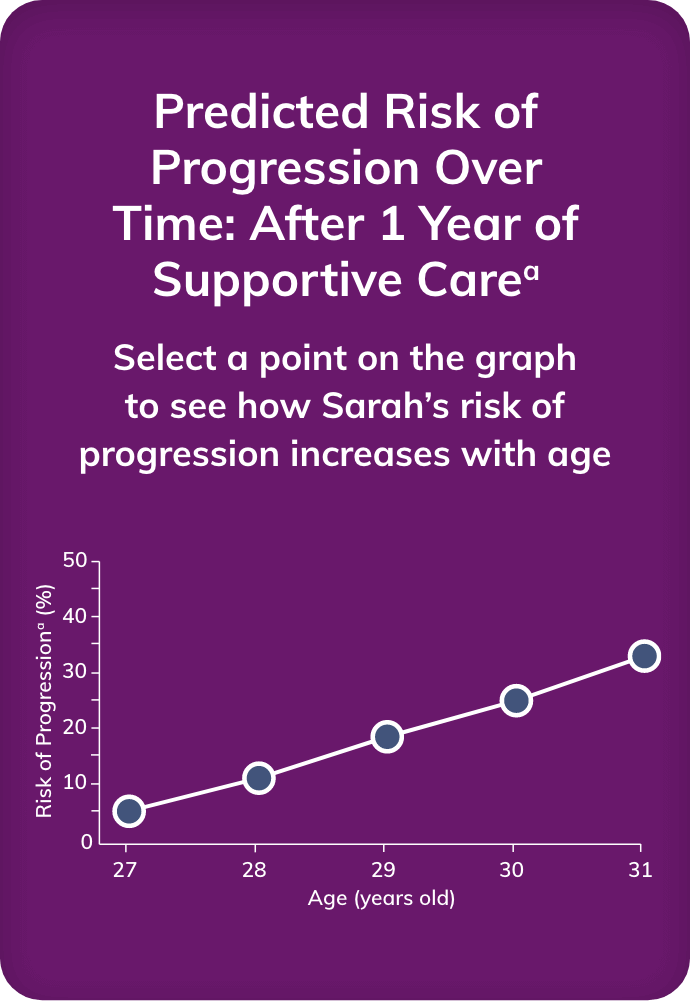 Predicted Risk of
Progression Over
Time: After 1 Year of
Supportive Careᵃ
Select a point on the graph
to see how Sarah’s risk of
progression increases with age
Risk of Progressionᵃ (%)
50
40
30
20
10
0
27 28 29 30 31
Age (years old)